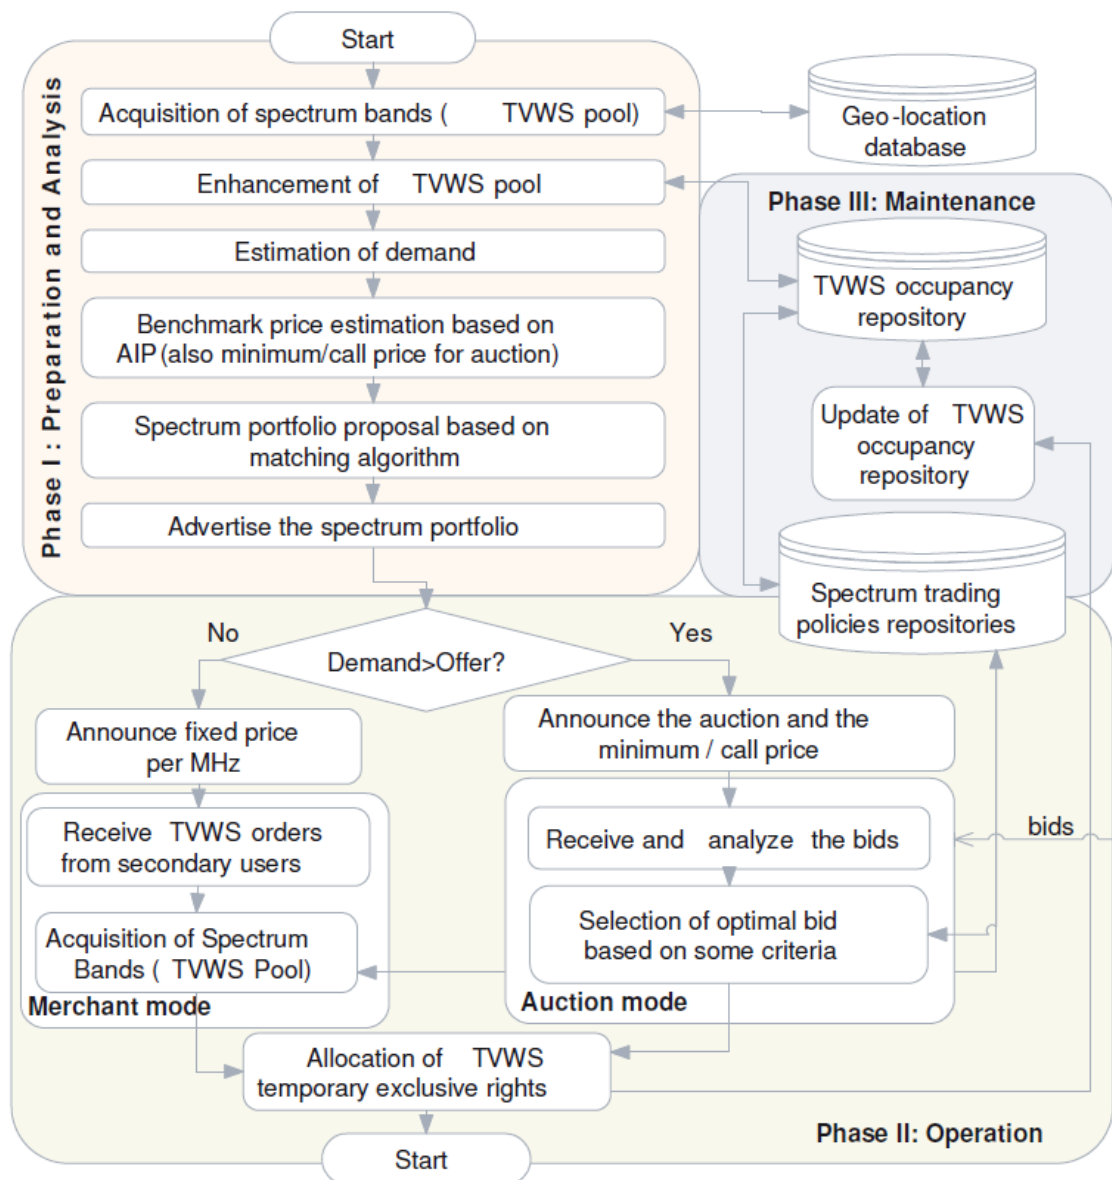 Start
Phase I : Preparation and Analysis
Acquisition of spectrum bands ( TVWS pool)
Geo-location
database
Enhancement of TVWS pool
Phase III: Maintenance
Estimation of demand
TVWS occupancy
repository
Benchmark price estimation based on
AIP(also minimum/call price for auction)
Spectrum portfolio proposal based on
matching algorithm
Update of TVWS
occupancy
repository
Advertise the spectrum portfolio
Spectrum trading
policies repositories
No
Yes
Demand>Offer?
Announce fixed price
per MHz
Announce the auction and the
minimum / call price
Receive TVWS orders
from secondary users
Receive and analyze the bids
bids
Acquisition of Spectrum
Bands ( TVWS Pool)
Merchant mode
Selection of optimal bid
based on some criteria
Auction mode
Allocation of TVWS
temporary exclusive rights
Phase II: Operation
Start